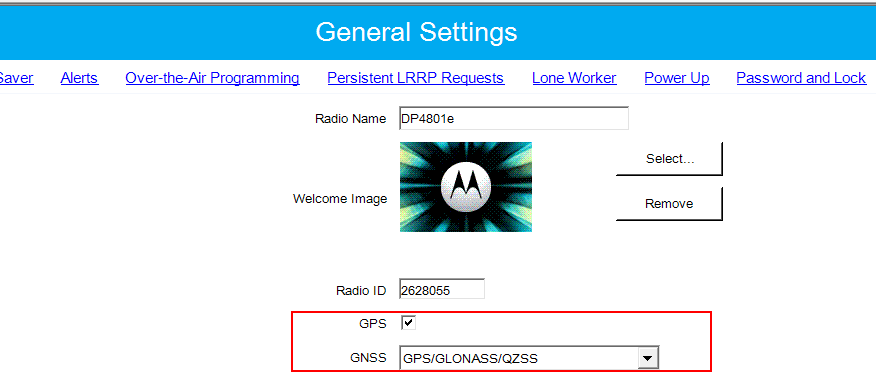 General Settings
Saver Alerts Over-the-Air Programming Persistent LRRP Requests Lone Worker Power Up Password and Lock
Radio Name DP4801e
Select...
Welcome Image
Remove
Radio ID 2628055
GPS
GNSS GPS/GLONASS/QZSS